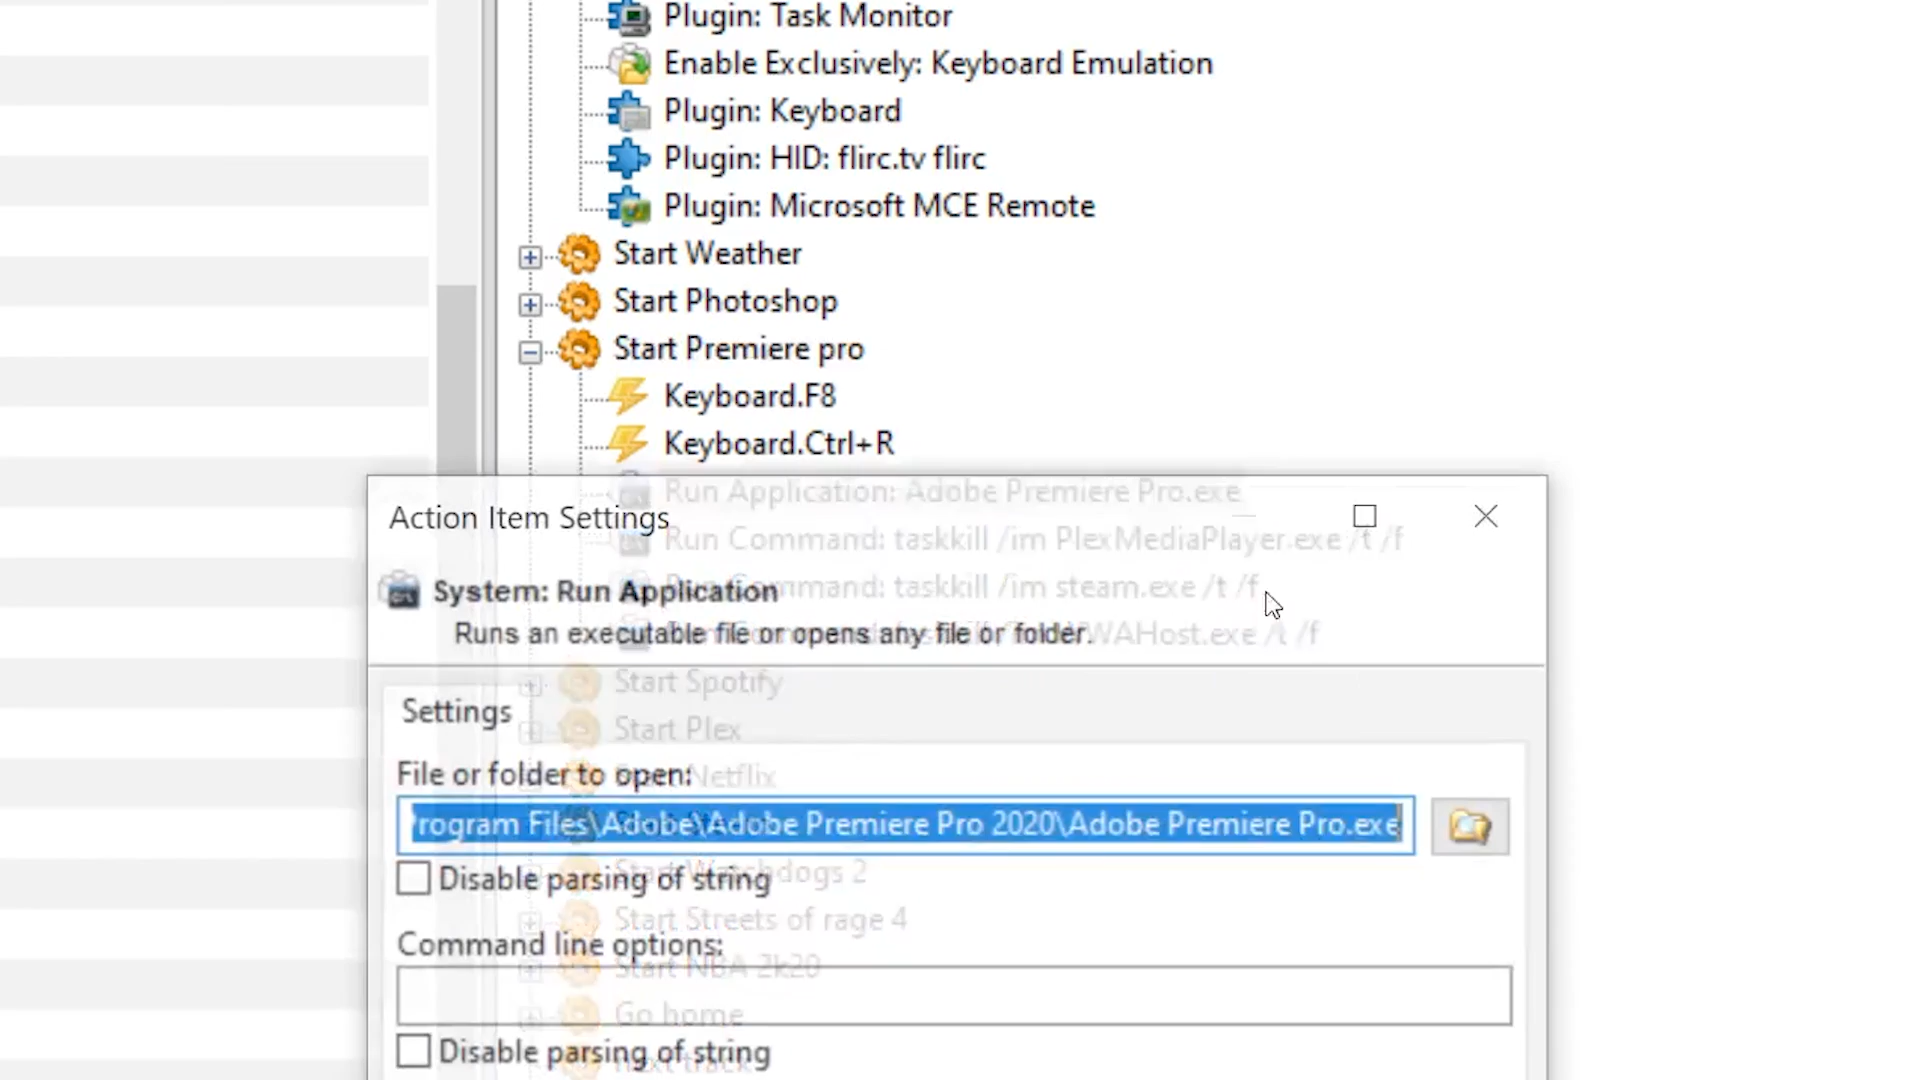 Plugin: Task Monitor
Enable Exclusively: Keyboard Emulation
Plugin: Keyboard
Plugin: HID: flirc.tv flirc
Plugin: Microsoft MCE Remote
Start Weather
Start Photoshop
Start Premiere pro
Keyboard.F8
Keyboard.Ctrl+R
Run Application: Adobe Premiere Pro.exe
Action Item Settings
Run Command: taskkill /im PlexMediaPlayer.exe /t /f
System: Run Application
taskkill /im steam.exe /t /f
Runs an executable file or opens any file or folder.
WWAHost.exe /t /f
Start Spotify
Settings
Start Plex
File or folder to open:
Netflix
rogram Files\Adobe\Adobe Premiere Pro 2020\Adobe Premiere Pro.exe
Start Watchdogs 2
Disable parsing of string
Start Streets of rage 4
Command line options:
Start NBA 2k20
Go home
Disable parsing of string